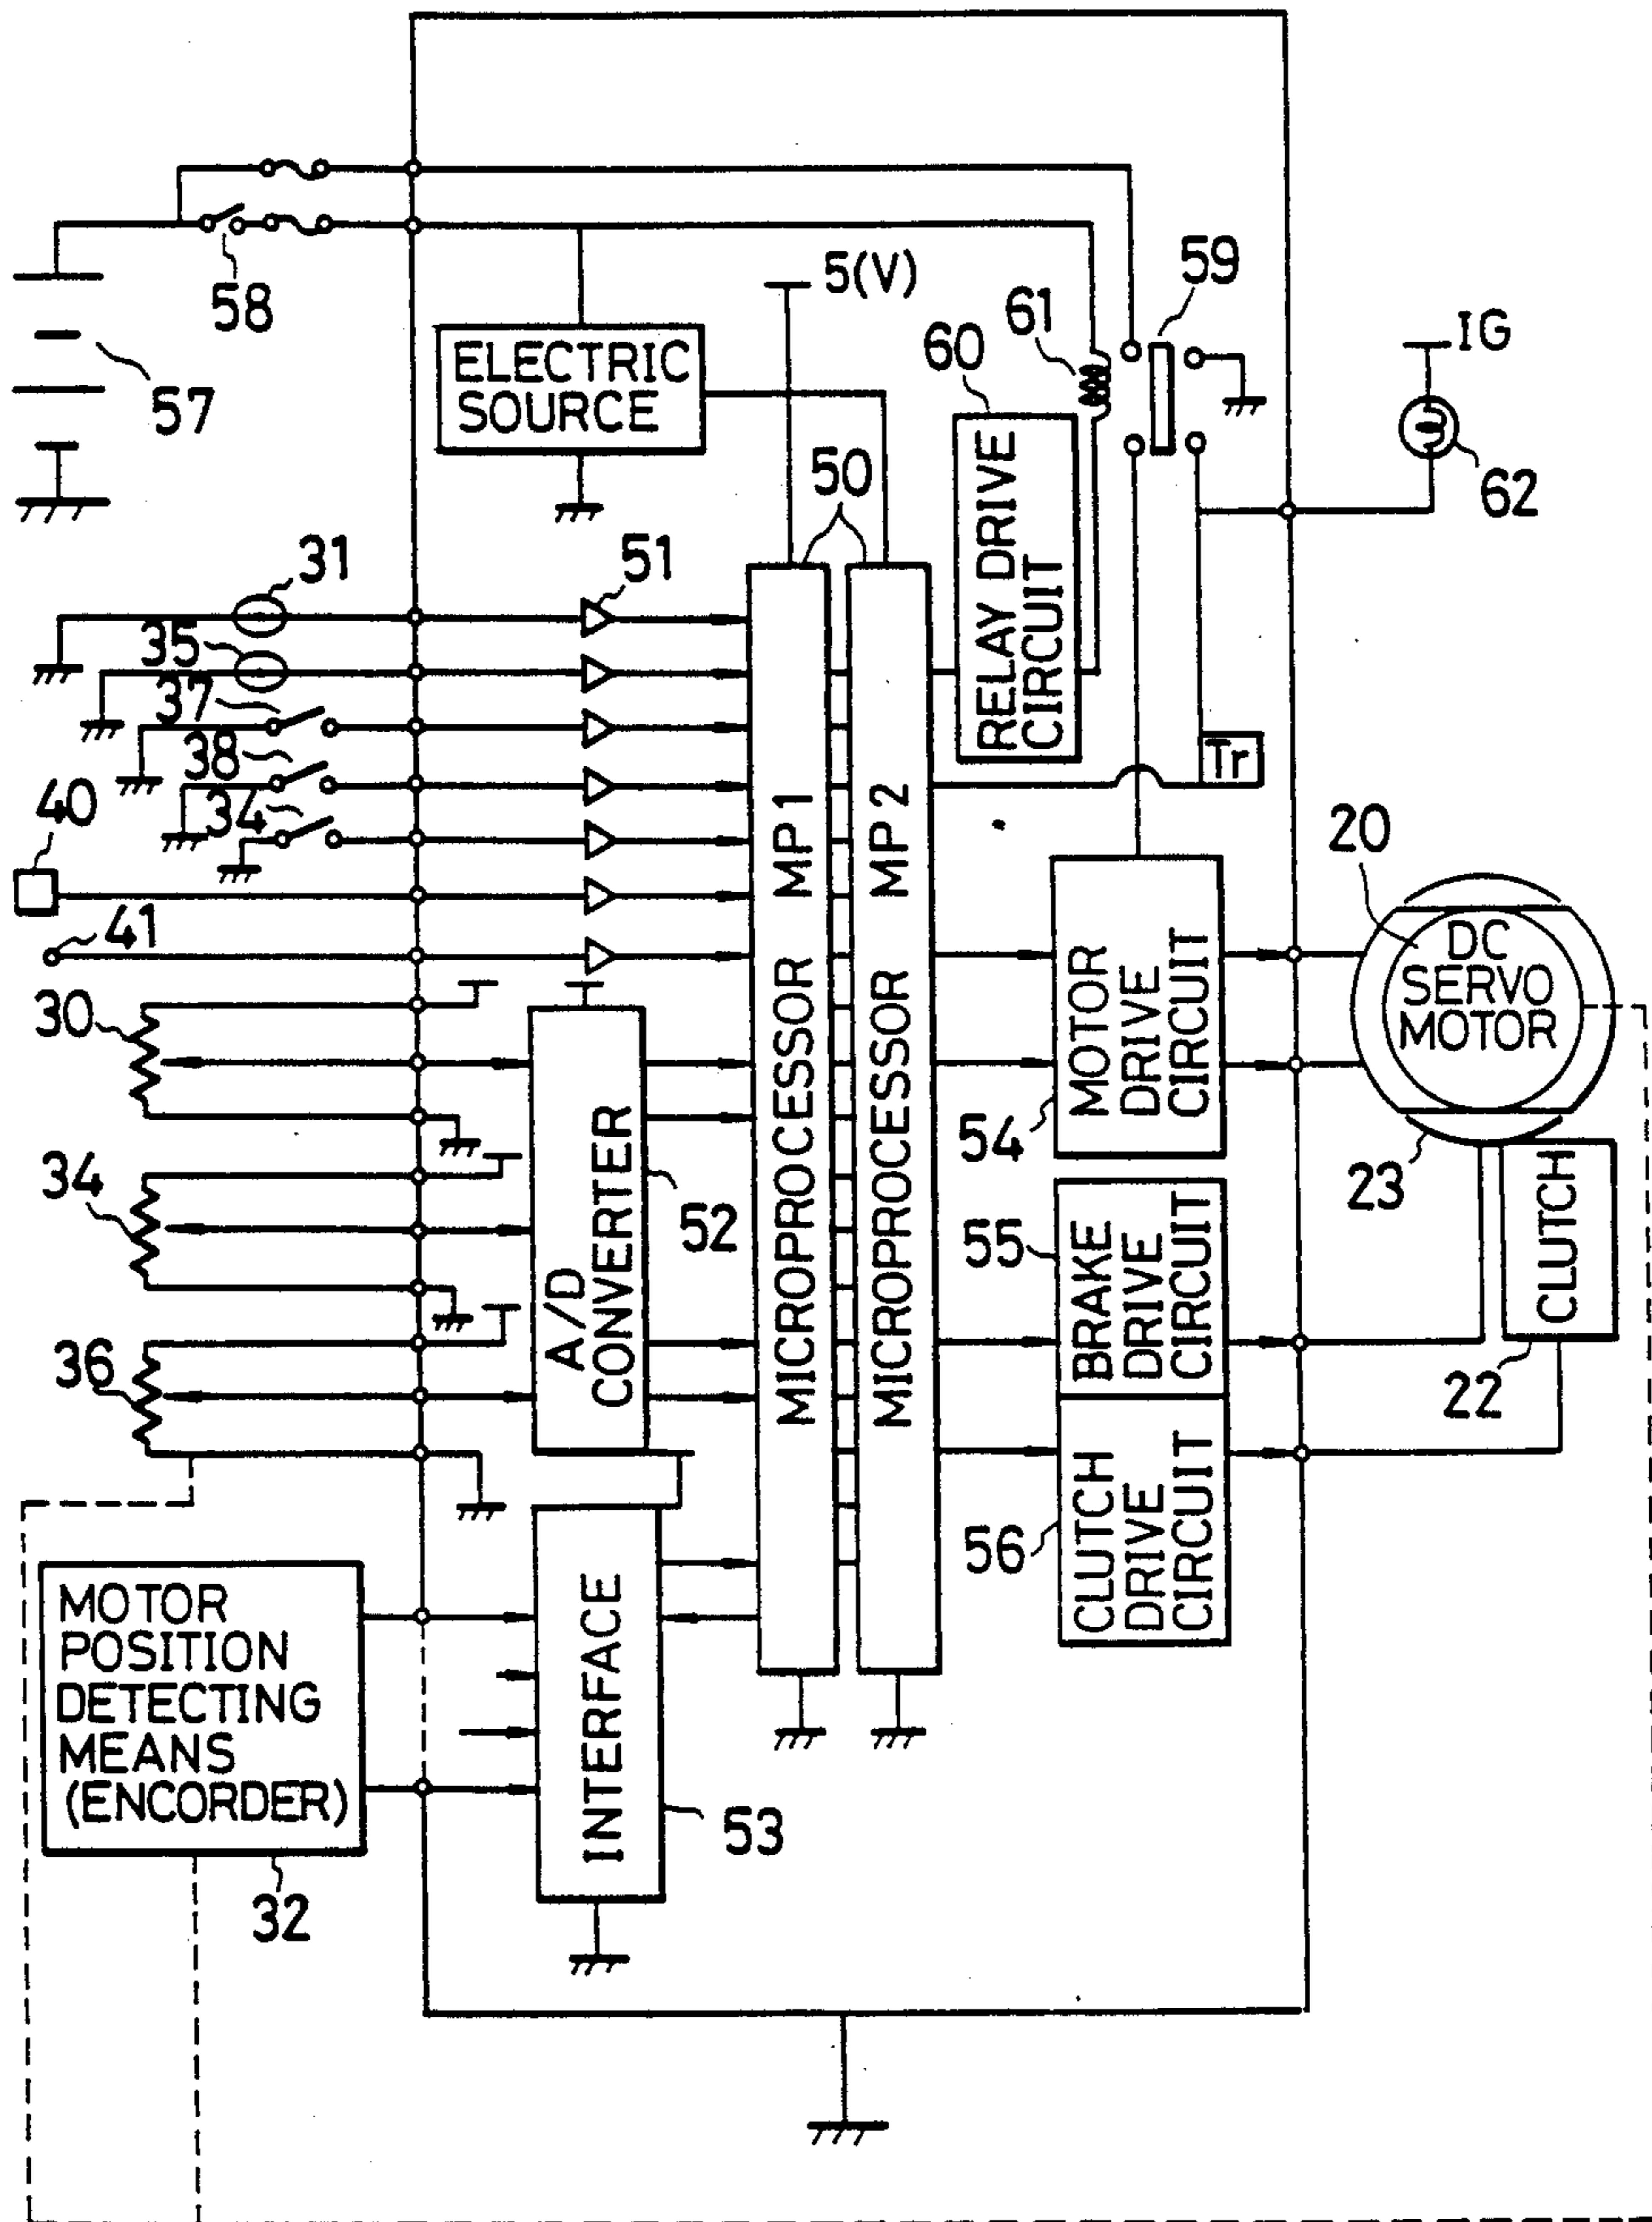 58
5(V)
59
IG
61
60
57
ELECTRIC
SOURCE
50
62
RELAY DRIVE
CIRCUIT
31
51
35
37
38
34
40
Tr
41
MICROPROCESSOR MP1
MICROPROCESSOR MP2
20
DC
SERVO
MOTOR
30
MOTOR
DRIVE
CIRCUIT
54
23
34
52
A/D
CONVERTER
55
BRAKE
DRIVE
CIRCUIT
CLUTCH
22
36
56
CLUTCH
DRIVE
CIRCUIT
MOTOR
POSITION
DETECTING
MEANS
(ENCORDER)
INTERFACE
53
32